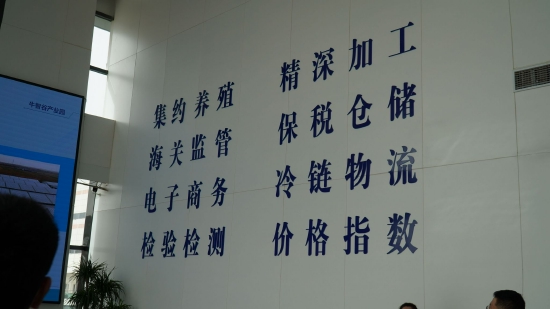 集约养殖
海关监管
电子商务
检验检测
精深加工
保税仓储
冷链物流
价格指数